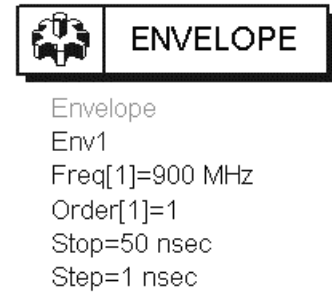 ENVELOPE
Envelope
Env1
Freq[1]=900 MHz
Order[1]=1
Stop=50 nsec
Step=1 nsec